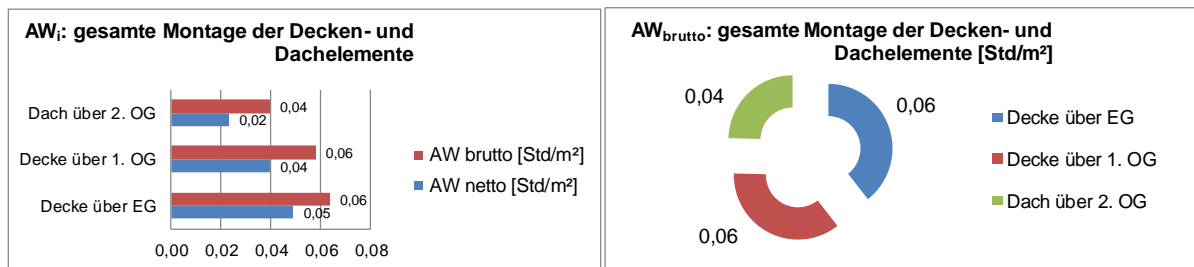 AWi: gesamte Montage der Decken- und
Dachelemente
Dach über 2. OG
0,04
0,02
Decke über 1. OG
0,06
0,04
Decke über EG
0,06
0,05
0,00 0,02 0,04 0,06 0,08
AW brutto [Std/m²]
AW netto [Std/m²]
AWbrutto: gesamte Montage der Decken- und
Dachelemente [Std/m²]
0,04
0,06
0,06
Decke über EG
Decke über 1. OG
Dach über 2. OG